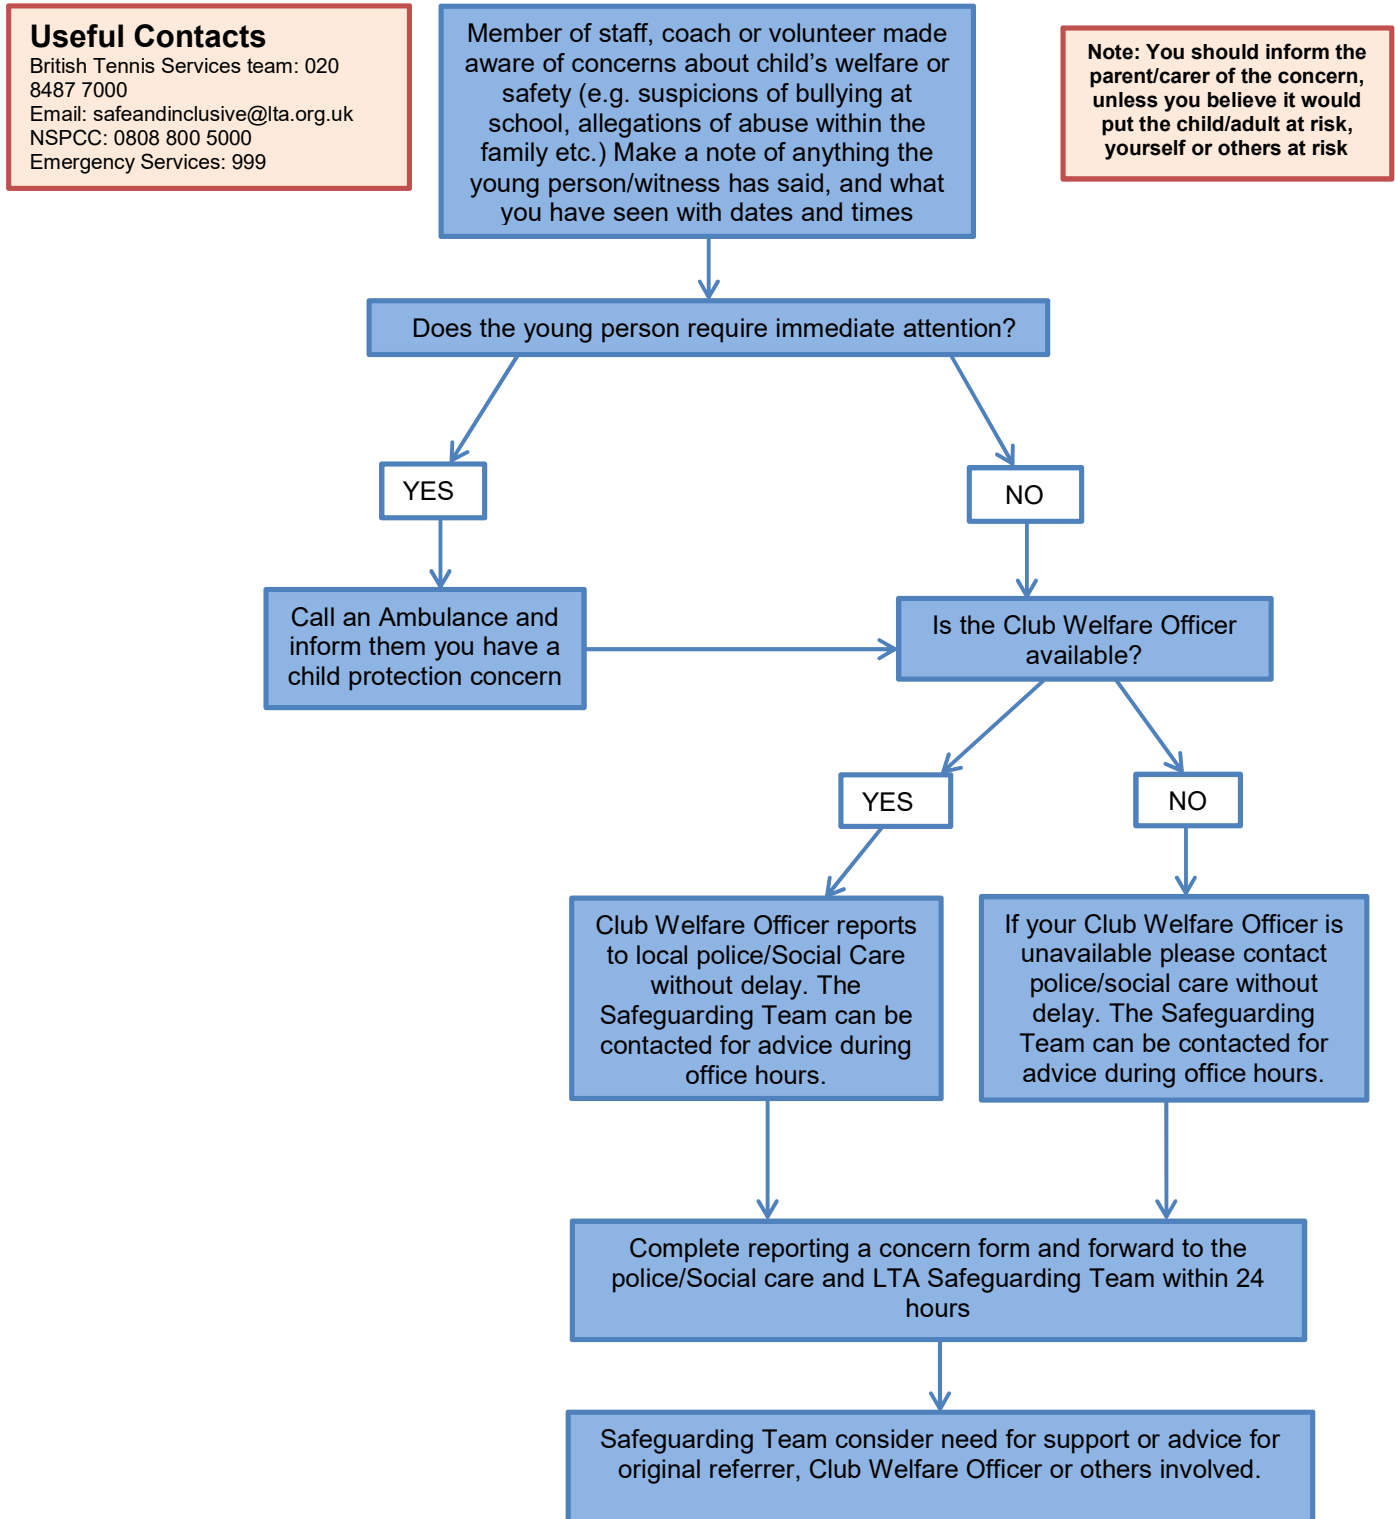 Useful Contacts
British Tennis Services team: 020
8487 7000
Email: safeandinclusive@lta.org.uk
NSPCC: 0808 800 5000
Emergency Services: 999
Member of staff, coach or volunteer made
aware of concerns about child’s welfare or
safety (e.g. suspicions of bullying at
school, allegations of abuse within the
family etc.) Make a note of anything the
young person/witness has said, and what
you have seen with dates and times
Note: You should inform the
parent/carer of the concern,
unless you believe it would
put the child/adult at risk,
yourself or others at risk
Does the young person require immediate attention?
YES
NO
Call an Ambulance and
inform them you have a
child protection concern
Is the Club Welfare Officer
available?
YES
NO
Club Welfare Officer reports
to local police/Social Care
without delay. The
Safeguarding Team can be
contacted for advice during
office hours.
If your Club Welfare Officer is
unavailable please contact
police/social care without
delay. The Safeguarding
Team can be contacted for
advice during office hours.
Complete reporting a concern form and forward to the
police/Social care and LTA Safeguarding Team within 24
hours
Safeguarding Team consider need for support or advice for
original referrer, Club Welfare Officer or others involved.